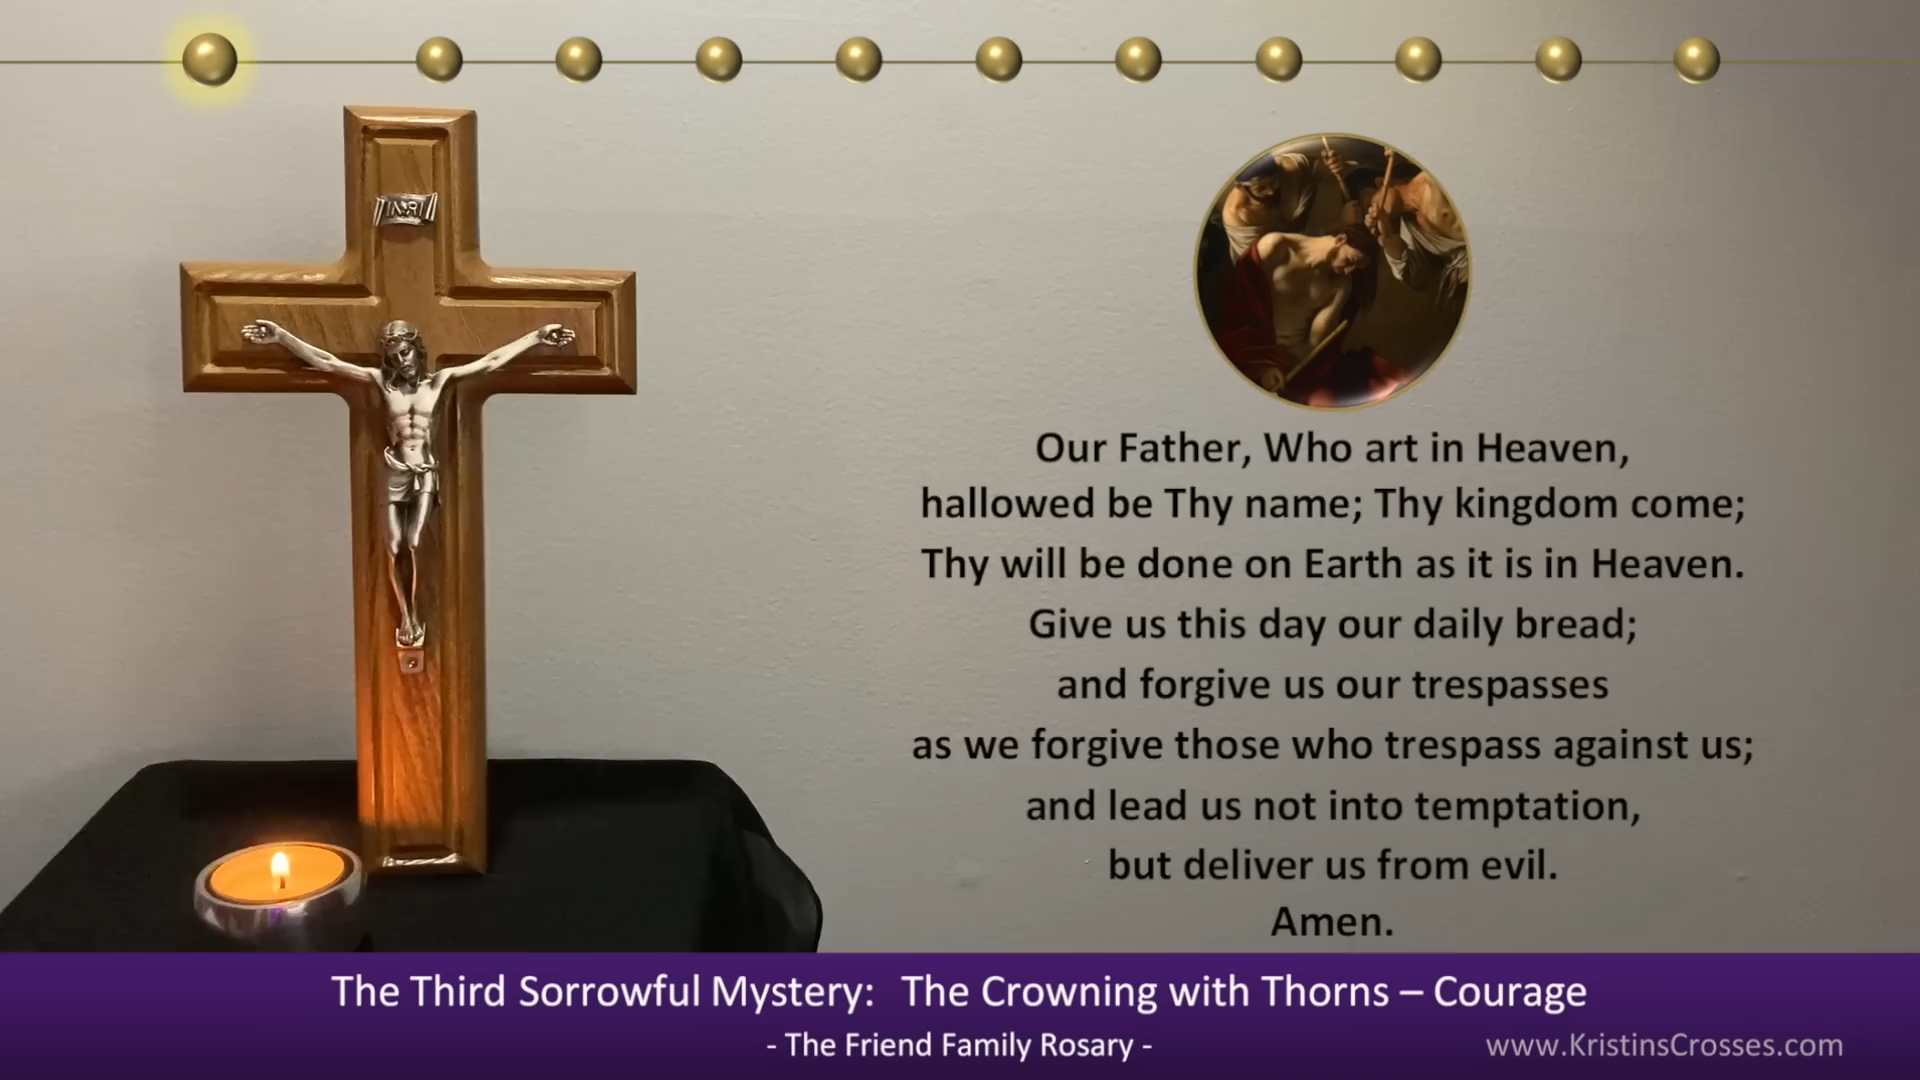 INRI
Our Father, Who art in Heaven,
hallowed be Thy name; Thy kingdom come;
Thy will be done on Earth as it is in Heaven.
Give us this day our daily bread;
and forgive us our trespasses
as we forgive those who trespass against us;
and lead us not into temptation,
but deliver us from evil.
Amen.
The Third Sorrowful Mystery: The Crowning with Thorns – Courage
- The Friend Family Rosary -
www.KristinsCrosses.com